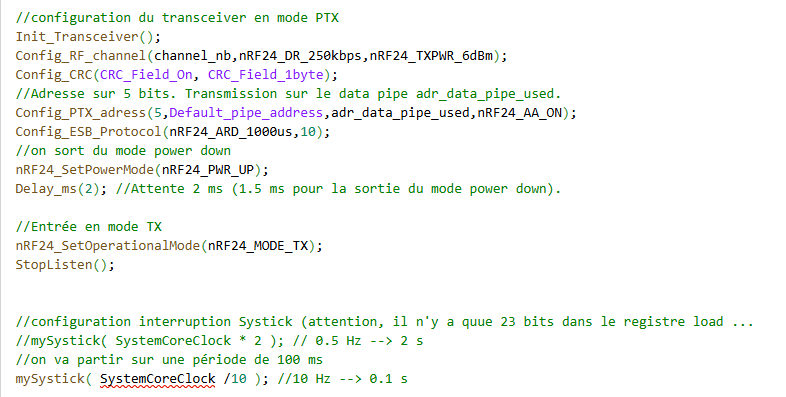 //configuration du transceiver en mode PTX
Init_Transceiver();
Config_RF_channel(channel_nb,nRF24_DR_250kbps,nRF24_TXPWR_6dBm);
Config_CRC(CRC_Field_On, CRC_Field_1byte);
//Adresse sur 5 bits. Transmission sur le data pipe adr_data_pipe_used.
Config_PTX_adress(5,Default_pipe_address,adr_data_pipe_used,nRF24_AA_ON);
Config_ESB_Protocol(nRF24_ARD_1000us,10);
//on sort du mode power down
nRF24_SetPowerMode(nRF24_PWR_UP);
Delay_ms(2); //Attente 2 ms (1.5 ms pour la sortie du mode power down).
//Entrée en mode TX
nRF24_SetOperationalMode(nRF24_MODE_TX);
StopListen();
//configuration interruption Systick (attention, il n'y a quue 23 bits dans le registre load ...
//mySystick( SystemCoreClock * 2 ); // 0.5 Hz --> 2 s
//on va partir sur une période de 100 ms
mySystick( SystemCoreClock /10 ); //10 Hz --> 0.1 s